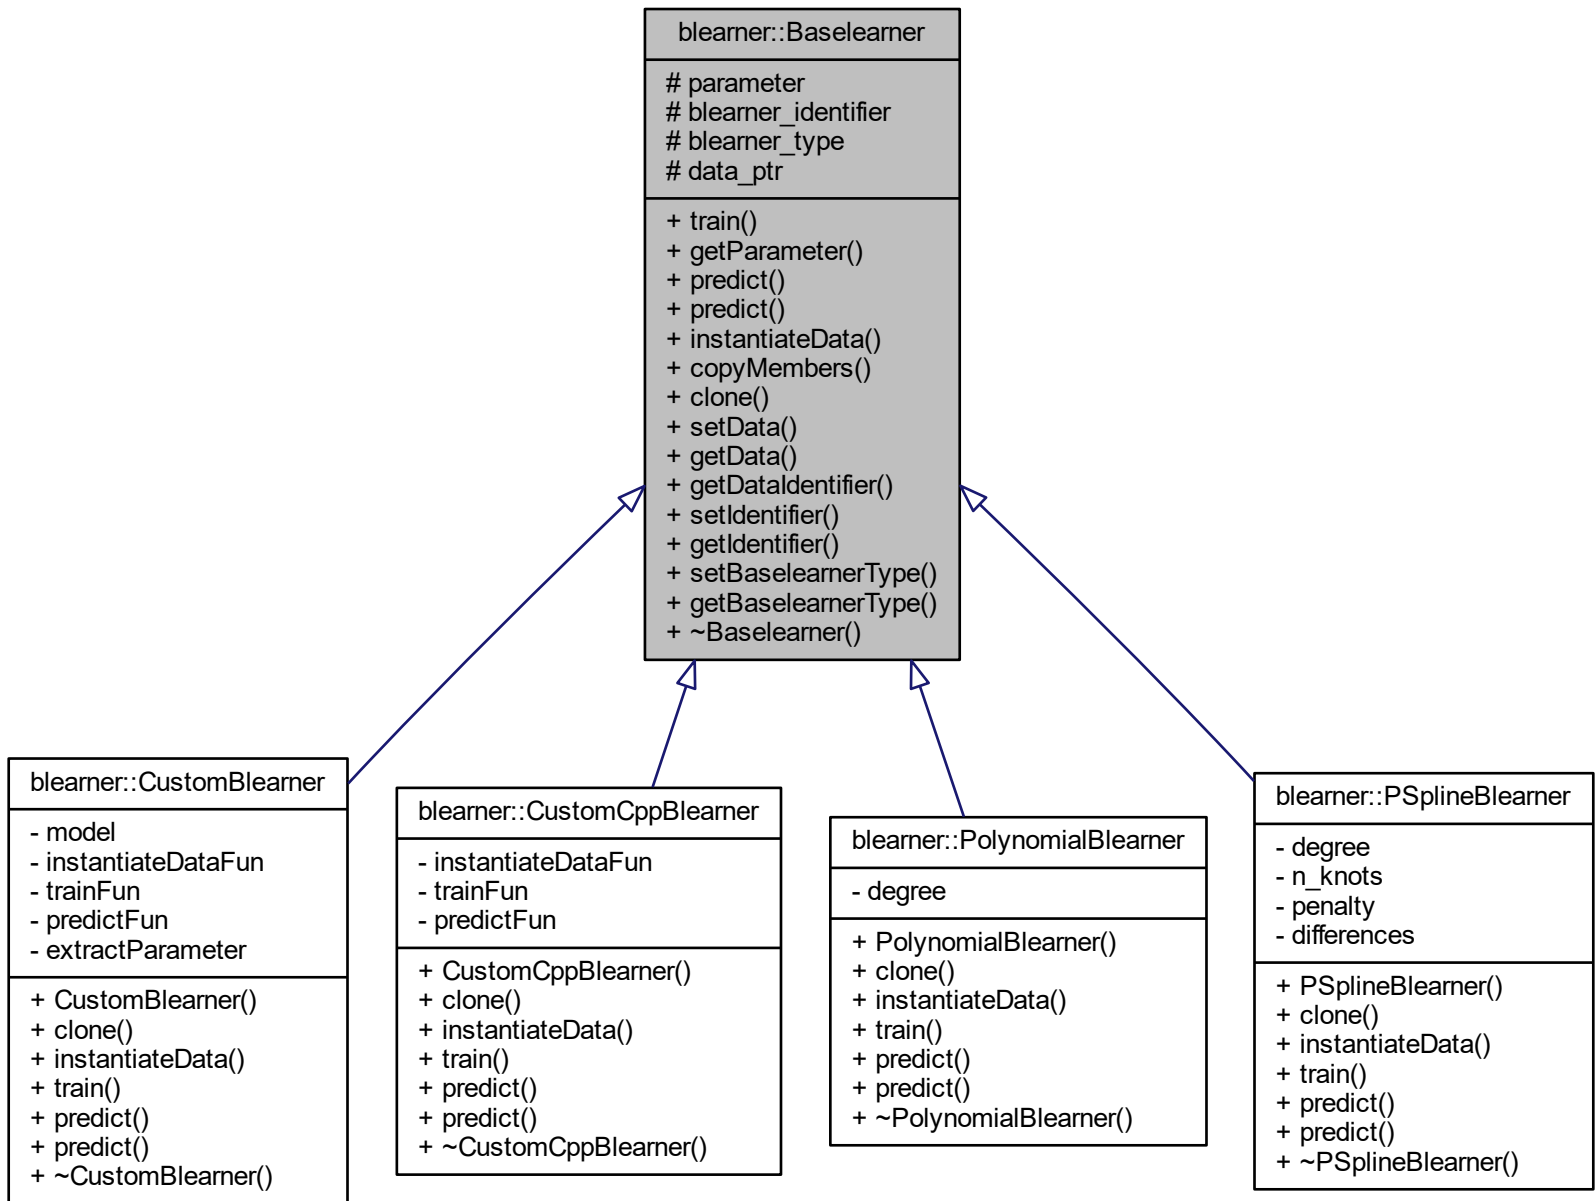 blearner::Baselearner
# parameter
# blearner_identifier
# blearner_type
# data_ptr
+ train()
+ getParameter()
+ predict()
+ predict()
+ instantiateData()
+ copyMembers()
+ clone()
+ setData()
+ getData()
+ getDataIdentifier()
+ setIdentifier()
+ getIdentifier()
+ setBaselearnerType()
+ getBaselearnerType()
+ ~Baselearner()
blearner::CustomBlearner
- model
- instantiateDataFun
- trainFun
- predictFun
- extractParameter
+ CustomBlearner()
+ clone()
+ instantiateData()
+ train()
+ predict()
+ predict()
+ ~CustomBlearner()
blearner::CustomCppBlearner
- instantiateDataFun
- trainFun
- predictFun
+ CustomCppBlearner()
+ clone()
+ instantiateData()
+ train()
+ predict()
+ predict()
+ ~CustomCppBlearner()
blearner::PolynomialBlearner
- degree
+ PolynomialBlearner()
+ clone()
+ instantiateData()
+ train()
+ predict()
+ predict()
+ ~PolynomialBlearner()
blearner::PSplineBlearner
- degree
- n_knots
- penalty
- differences
+ PSplineBlearner()
+ clone()
+ instantiateData()
+ train()
+ predict()
+ predict()
+ ~PSplineBlearner()